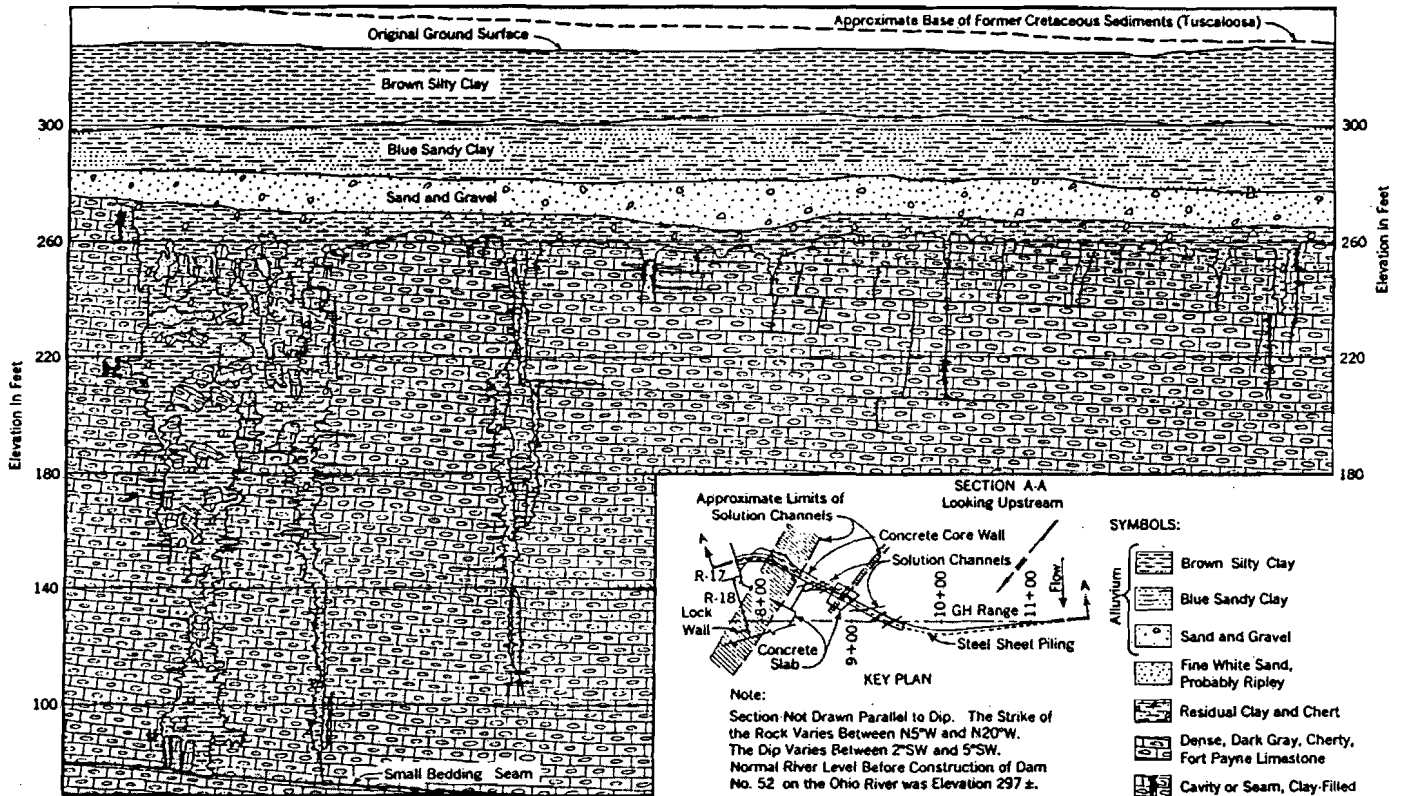 Approximate Base of Former Cretaceous Sediments (Tuscaloosa)
Original Ground Surface
Brown Silty Clay
300
300
Blue Sandy Clay
Sand and Gravel
260
260
Elevation in Feet
Elevation in Feet
220
220
180
180
140
100
Small Bedding Seam
SECTION A-A
Looking Upstream
Approximate Limits of
Solution Channels
Concrete Core Wall
Solution Channels
A
R-17
R-18
8+00
Lock
Wall
Concrete
Slab
9+00
10+00
11+00
GH Range
Flow
A
Steel Sheet Piling
KEY PLAN
Note:
Section Not Drawn Parallel to Dip. The Strike of
the Rock Varies Between N5°W and N20°W.
The Dip Varies Between 2°SW and 5°SW.
Normal River Level Before Construction of Dam
No. 52 on the Ohio River was Elevation 297 ±.
SYMBOLS:
Alluvium
Brown Silty Clay
Blue Sandy Clay
Sand and Gravel
Fine White Sand,
Probably Ripley
Residual Clay and Chert
Dense, Dark Gray, Cherty,
Fort Payne Limestone
Cavity or Seam, Clay-Filled